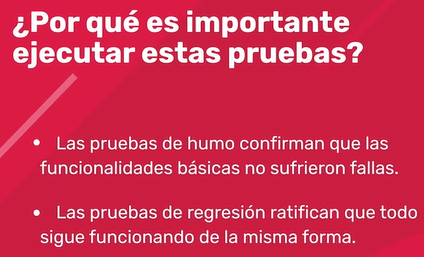 ¿Por qué es importante
ejecutar estas pruebas?
• Las pruebas de humo confirman que las
funcionalidades básicas no sufrieron fallas.
• Las pruebas de regresión ratifican que todo
sigue funcionando de la misma forma.